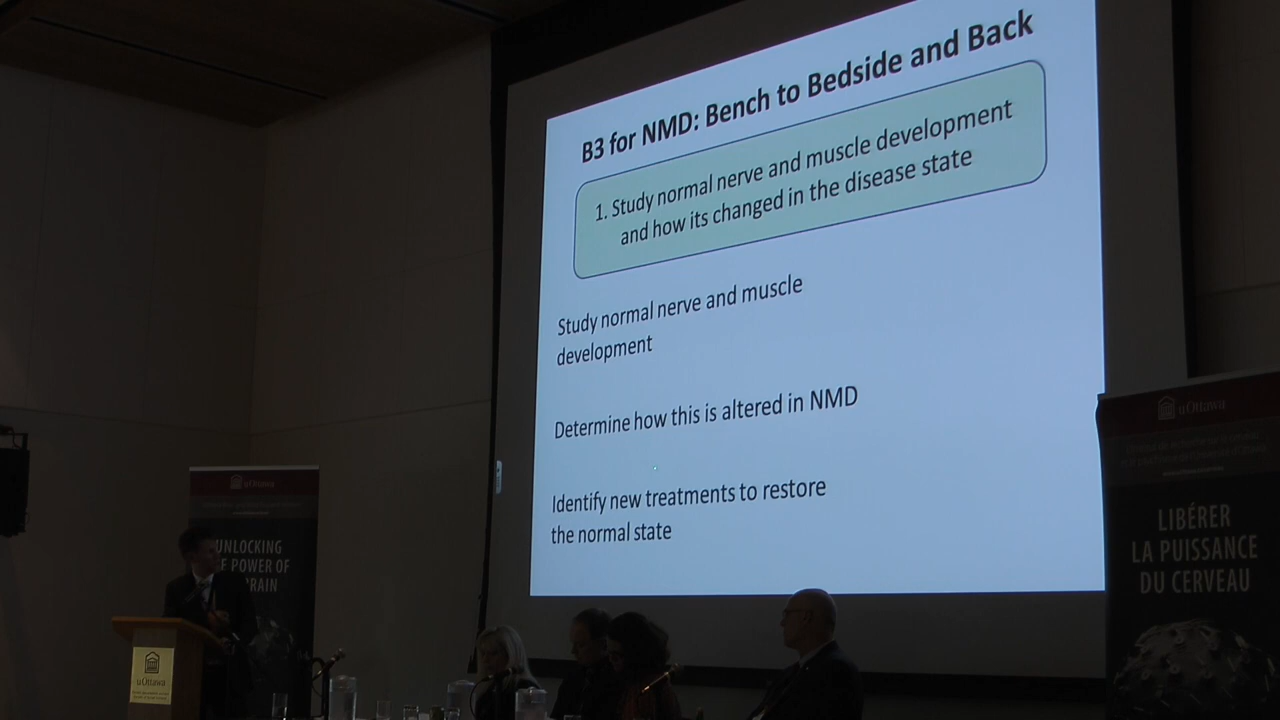 B3 for NMD: Bench to Bedside and Back
1. Study normal nerve and muscle development
and how its changed in the disease state
Study normal nerve and muscle
development
Determine how this is altered in NMD
Identify new treatments to restore
the normal state
uOttawa
UNLOCKING
POWER OF
BRAIN
uOttawa
uOttawa
LIBÉRER
LA PUISSANCE
DU CERVEAU